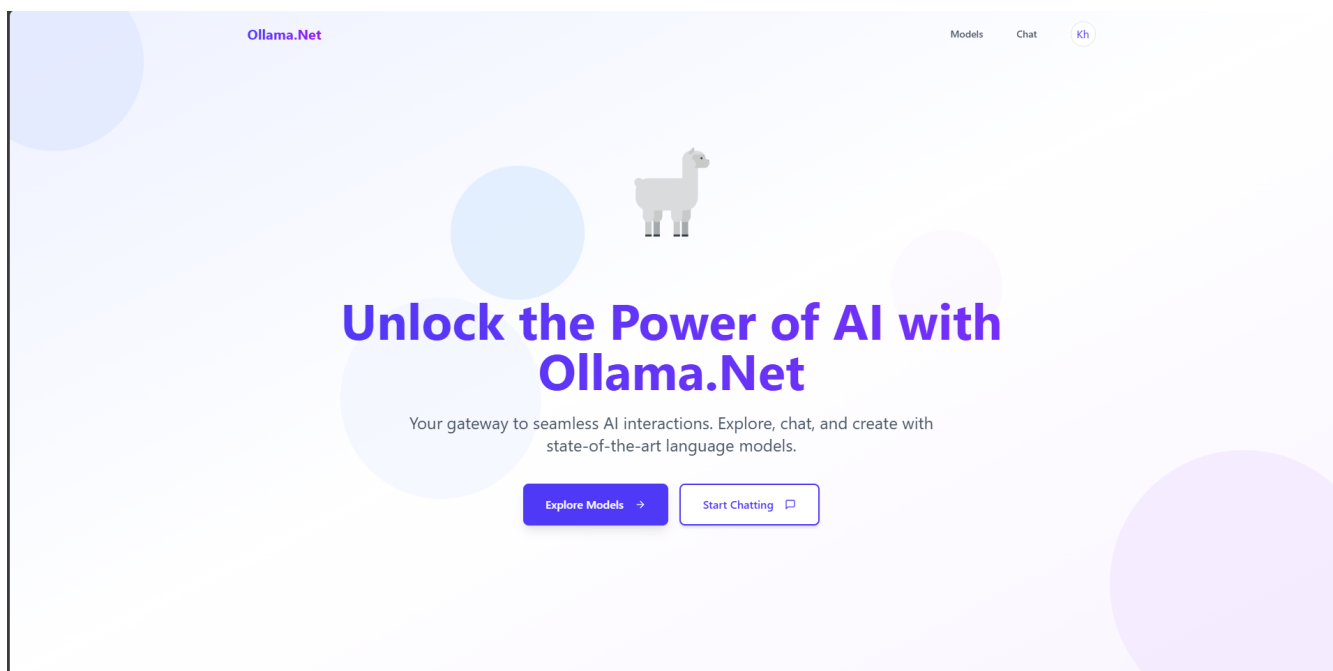 Ollama.Net
Models
Chat
Kh
Unlock the Power of AI with
Ollama.Net
Your gateway to seamless AI interactions. Explore, chat, and create with
state-of-the-art language models.
Explore Models
Start Chatting